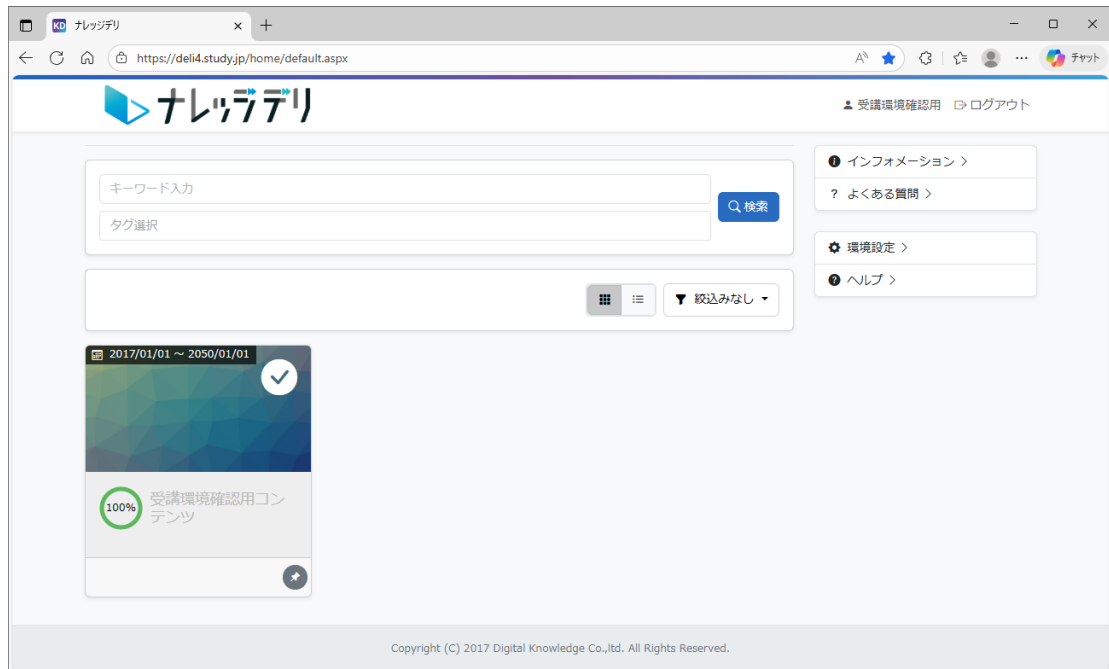 KD ナレッジデリ
https://deli4.study.jp/home/default.aspx
チャット
ナレッジデリ
受講環境確認用 ログアウト
キーワード入力
タグ選択
検索
絞込みなし
2017/01/01 ～ 2050/01/01
100%
受講環境確認用コン
テンツ
インフォメーション
? よくある質問
環境設定
ヘルプ
Copyright (C) 2017 Digital Knowledge Co.,ltd. All Rights Reserved.